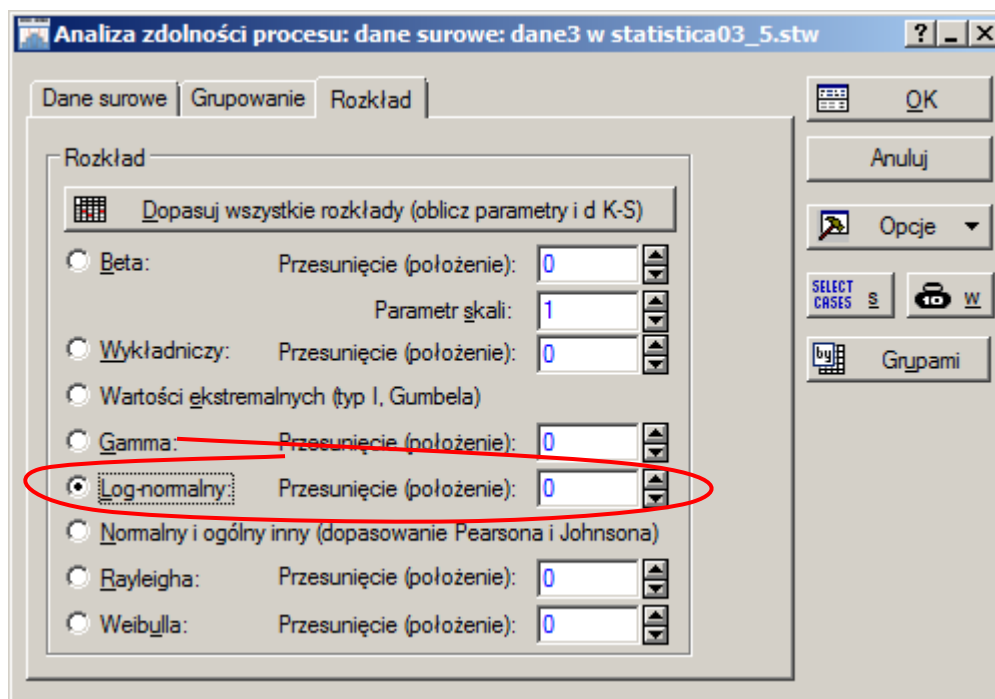 Analiza zdolności procesu: dane surowe: dane3 w statistica03_5.stw
Dane surowe Grupowanie Rozkład
Rozkład
Dopasuj wszystkie rozkłady (oblicz parametry i d K-S)
Beta: Przesunięcie (położenie): 0
Parametr skali: 1
Wykładniczy: Przesunięcie (położenie): 0
Wartości ekstremalnych (typ I, Gumbela)
Gamma: Przesunięcie (położenie): 0
Log-normalny: Przesunięcie (położenie): 0
Normalny i ogólny inny (dopasowanie Pearsona i Johnsona)
Rayleigha: Przesunięcie (położenie): 0
Weibulla: Przesunięcie (położenie): 0
OK
Anuluj
Opcje
SELECT CASES S
w
by Grupami